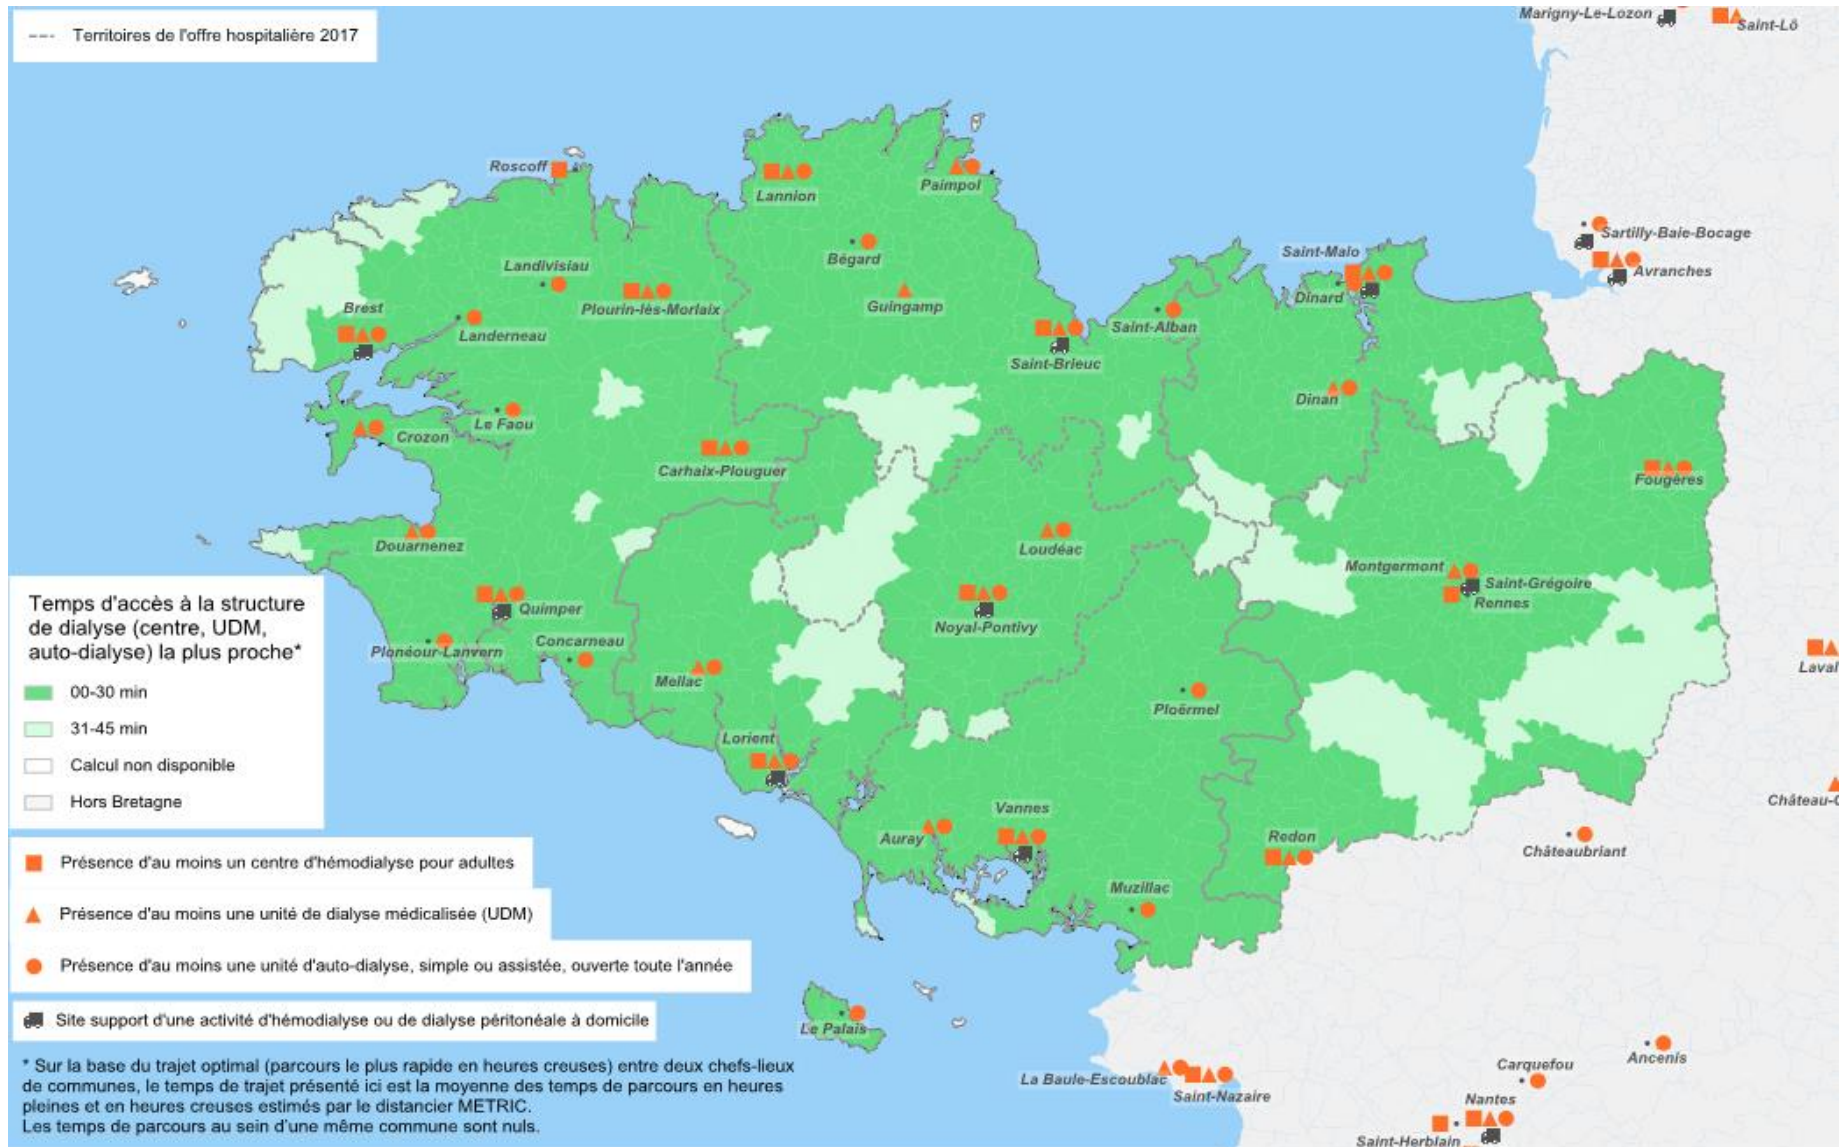 Territoires de l'offre hospitalière 2017
Marigny-Le-Lozon
Saint-Lô
Roscoff
Lannion
Paimpol
Bégard
Guingamp
Landivisiau
Plourin-lès-Morlaix
Brest
Landerneau
Saint-Brieuc
Saint-Alban
Saint-Malo
Dinard
Sartilly-Baie-Bocage
Avranches
Dinan
Crozon
Le Faou
Carhaix-Plouguer
Fougères
Douarnenez
Loudéac
Montgermont
Saint-Grégoire
Rennes
Quimper
Noyal-Pontivy
Plonéour-Lanvern
Concarneau
Mellac
Ploërmel
Laval
Lorient
Château-G
Auray
Vannes
Redon
Châteaubriant
Muzillac
Le Palais
La Baule-Escoublac
Saint-Nazaire
Ancenis
Carquefou
Nantes
Saint-Herblain
Temps d'accès à la structure
de dialyse (centre, UDM,
auto-dialyse) la plus proche*
00-30 min
31-45 min
Calcul non disponible
Hors Bretagne
Présence d'au moins un centre d'hémodialyse pour adultes
Présence d'au moins une unité de dialyse médicalisée (UDM)
Présence d'au moins une unité d'auto-dialyse, simple ou assistée, ouverte toute l'année
Site support d'une activité d'hémodialyse ou de dialyse péritonéale à domicile
* Sur la base du trajet optimal (parcours le plus rapide en heures creuses) entre deux chefs-lieux
de communes, le temps de trajet présenté ici est la moyenne des temps de parcours en heures
pleines et en heures creuses estimés par le distancier METRIC.
Les temps de parcours au sein d'une même commune sont nuls.